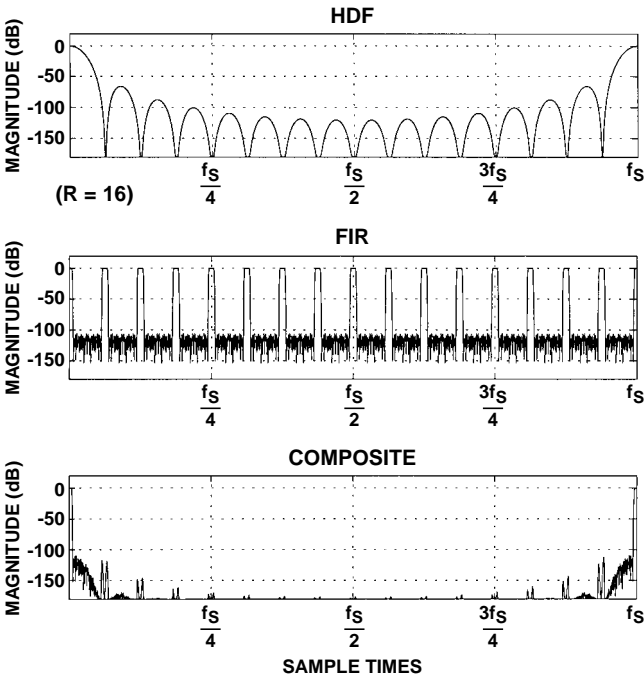 HDF
MAGNITUDE (dB)
0
-50
-100
-150
fS/4
fS/2
3fS/4
fS
(R = 16)
FIR
MAGNITUDE (dB)
0
-50
-100
-150
fS/4
fS/2
3fS/4
fS
COMPOSITE
MAGNITUDE (dB)
0
-50
-100
-150
fS/4
fS/2
3fS/4
fS
SAMPLE TIMES